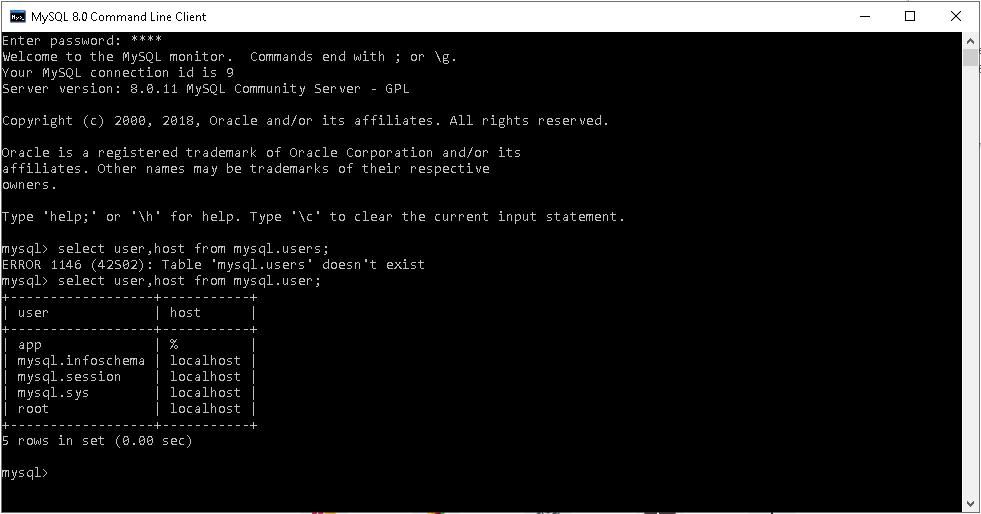 MySQL 8.0 Command Line Client
Enter password: ****
Welcome to the MySQL monitor.  Commands end with ; or \g.
Your MySQL connection id is 9
Server version: 8.0.11 MySQL Community Server - GPL
Copyright (c) 2000, 2018, Oracle and/or its affiliates. All rights reserved.
Oracle is a registered trademark of Oracle Corporation and/or its
affiliates. Other names may be trademarks of their respective
owners.
Type 'help;' or '\h' for help. Type '\c' to clear the current input statement.
mysql> select user,host from mysql.users;
ERROR 1146 (42S02): Table 'mysql.users' doesn't exist
mysql> select user,host from mysql.user;
+------------------+-----------+
| user             | host      |
+------------------+-----------+
| app              | %         |
| mysql.infoschema | localhost |
| mysql.session    | localhost |
| mysql.sys        | localhost |
| root             | localhost |
+------------------+-----------+
5 rows in set (0.00 sec)
mysql>